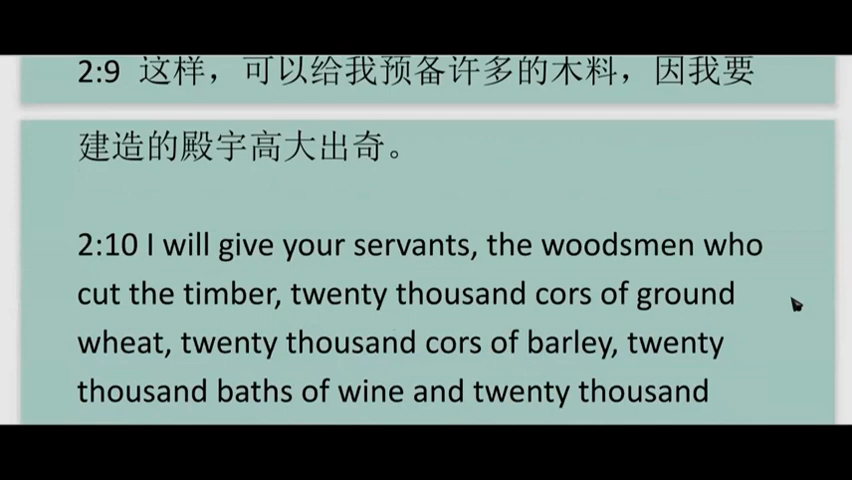 2:9 这样，可以给我预备许多的木料，因我要
建造的殿宇高大出奇。
2:10 I will give your servants, the woodsmen who
cut the timber, twenty thousand cors of ground
wheat, twenty thousand cors of barley, twenty
thousand baths of wine and twenty thousand